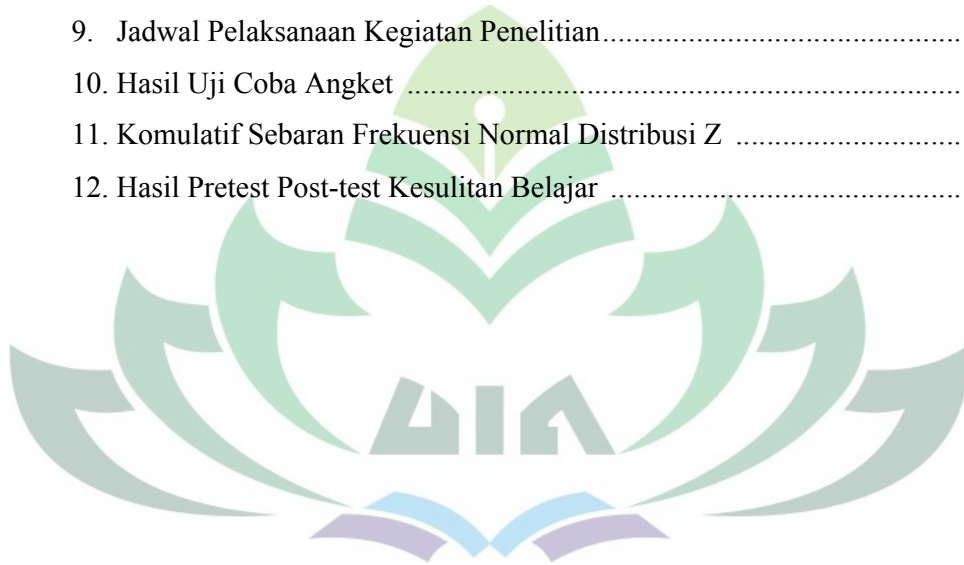 9. Jadwal Pelaksanaan Kegiatan Penelitian..............................................
10. Hasil Uji Coba Angket ......................................................................
11. Komulatif Sebaran Frekuensi Normal Distribusi Z .............................
12. Hasil Pretest Post-test Kesulitan Belajar ............................................
UIN